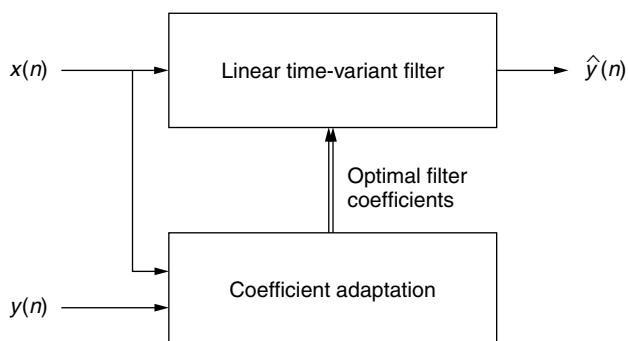 x(n)
Linear time-variant filter
ŷ(n)
Optimal filter
coefficients
Coefficient adaptation
y(n)